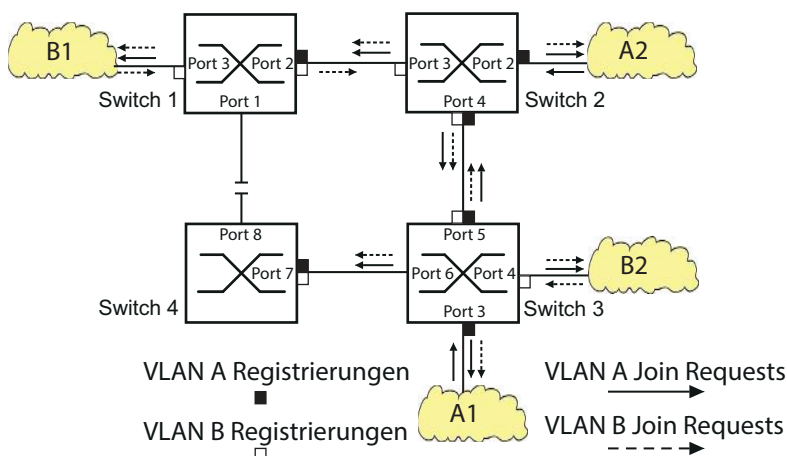 B1
Port 3
Port 2
Port 1
Switch 1
Port 3
Port 2
Port 4
Switch 2
A2
Port 8
Port 7
Switch 4
Port 5
Port 6
Port 4
Port 3
Switch 3
B2
A1
VLAN A Registrierungen
VLAN B Registrierungen
VLAN A Join Requests
VLAN B Join Requests